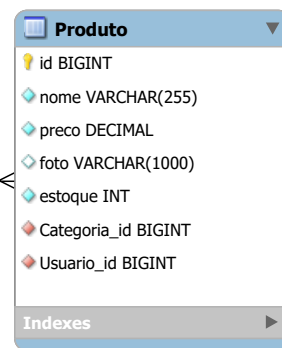 Produto
id BIGINT
nome VARCHAR(255)
preco DECIMAL
foto VARCHAR(1000)
estoque INT
Categoria_id BIGINT
Usuario_id BIGINT
Indexes